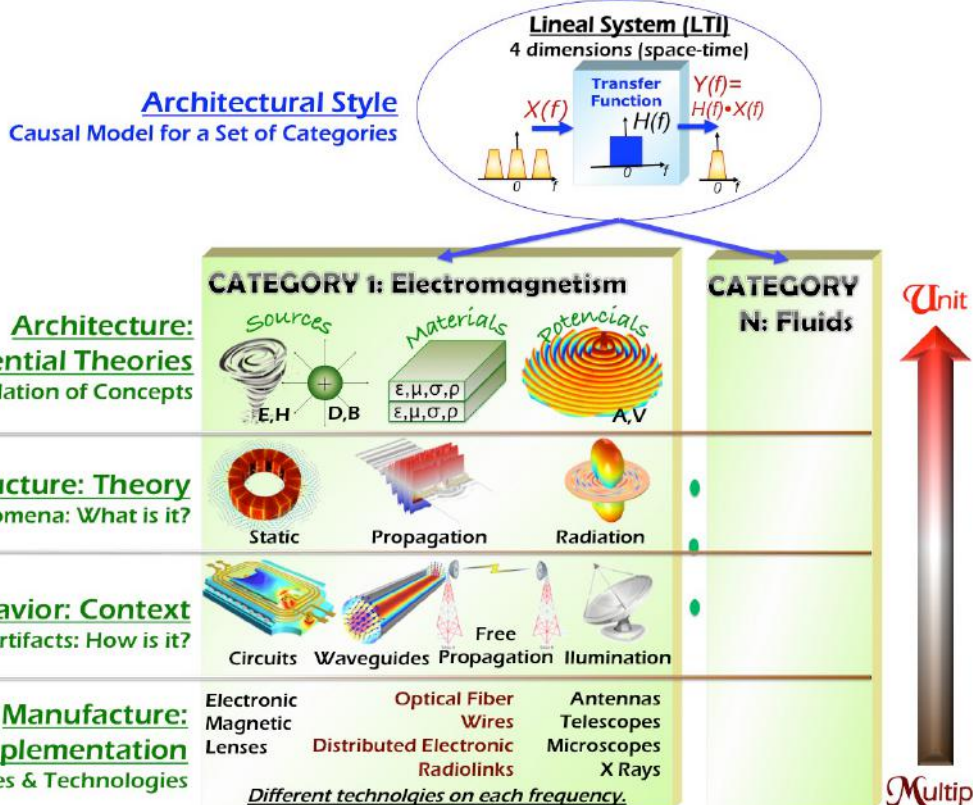 Lineal System (LTI)
4 dimensions (space-time)
Architectural Style
Causal Model for a Set of Categories
Transfer
Function
X(f)
H(f)
Y(f)=
H(f)•X(f)
0 f
0 f
0 f
CATEGORY 1: Electromagnetism
CATEGORY
N: Fluids
Unit
Architecture:
ential Theories
lation of Concepts
Sources
Materials
Potencials
ε,μ,σ,ρ
ε,μ,σ,ρ
E,H
D,B
A,V
ucture: Theory
omena: What is it?
Static
Propagation
Radiation
avior: Context
rtifacts: How is it?
Circuits
Waveguides
Free
Propagation
Ilumination
Manufacture:
plementation
es & Technologies
Electronic
Magnetic
Lenses
Optical Fiber
Wires
Distributed Electronic
Radiolinks
Antennas
Telescopes
Microscopes
X Rays
Different technolgies on each frequency.
Multip